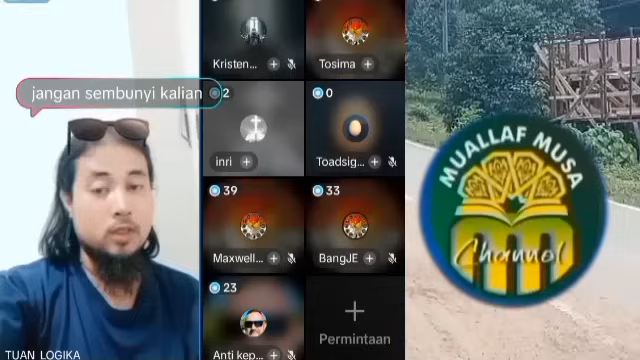 jangan sembunyi kalian
TUAN LOGIKA
Kristen...
Tosima
2
0
inri
Toadsig...
39
33
Maxwell...
BangJE
23
Anti kep...
Permintaan
MUALLAF MUSA
Channel